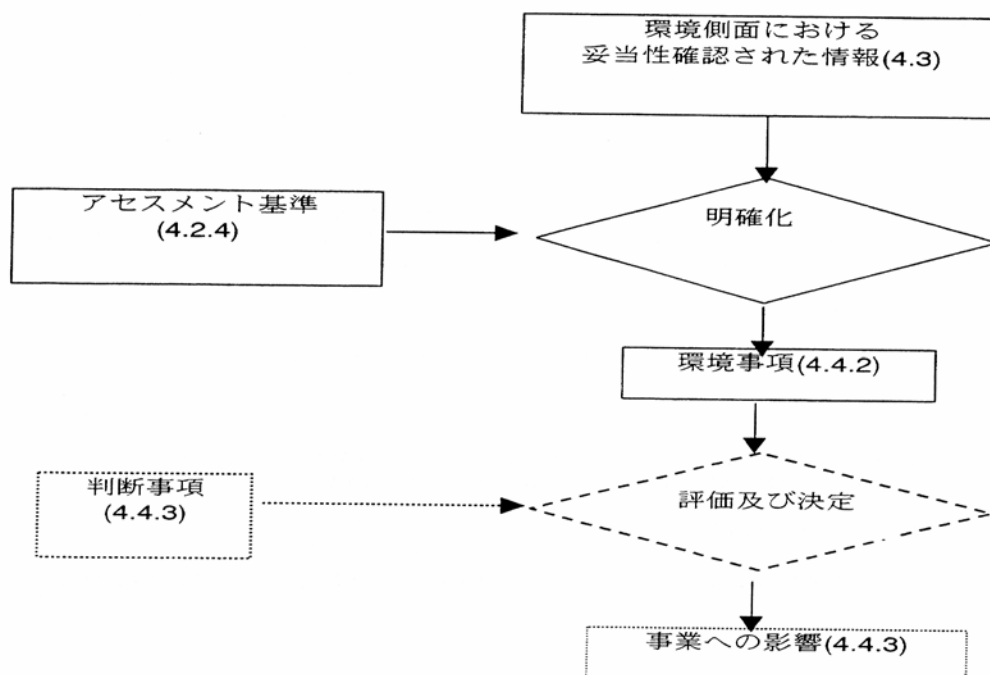 環境側面における
妥当性確認された情報(4.3)
アセスメント基準
(4.2.4)
明確化
環境事項(4.4.2)
判断事項
(4.4.3)
評価及び決定
事業への影響(4.4.3)